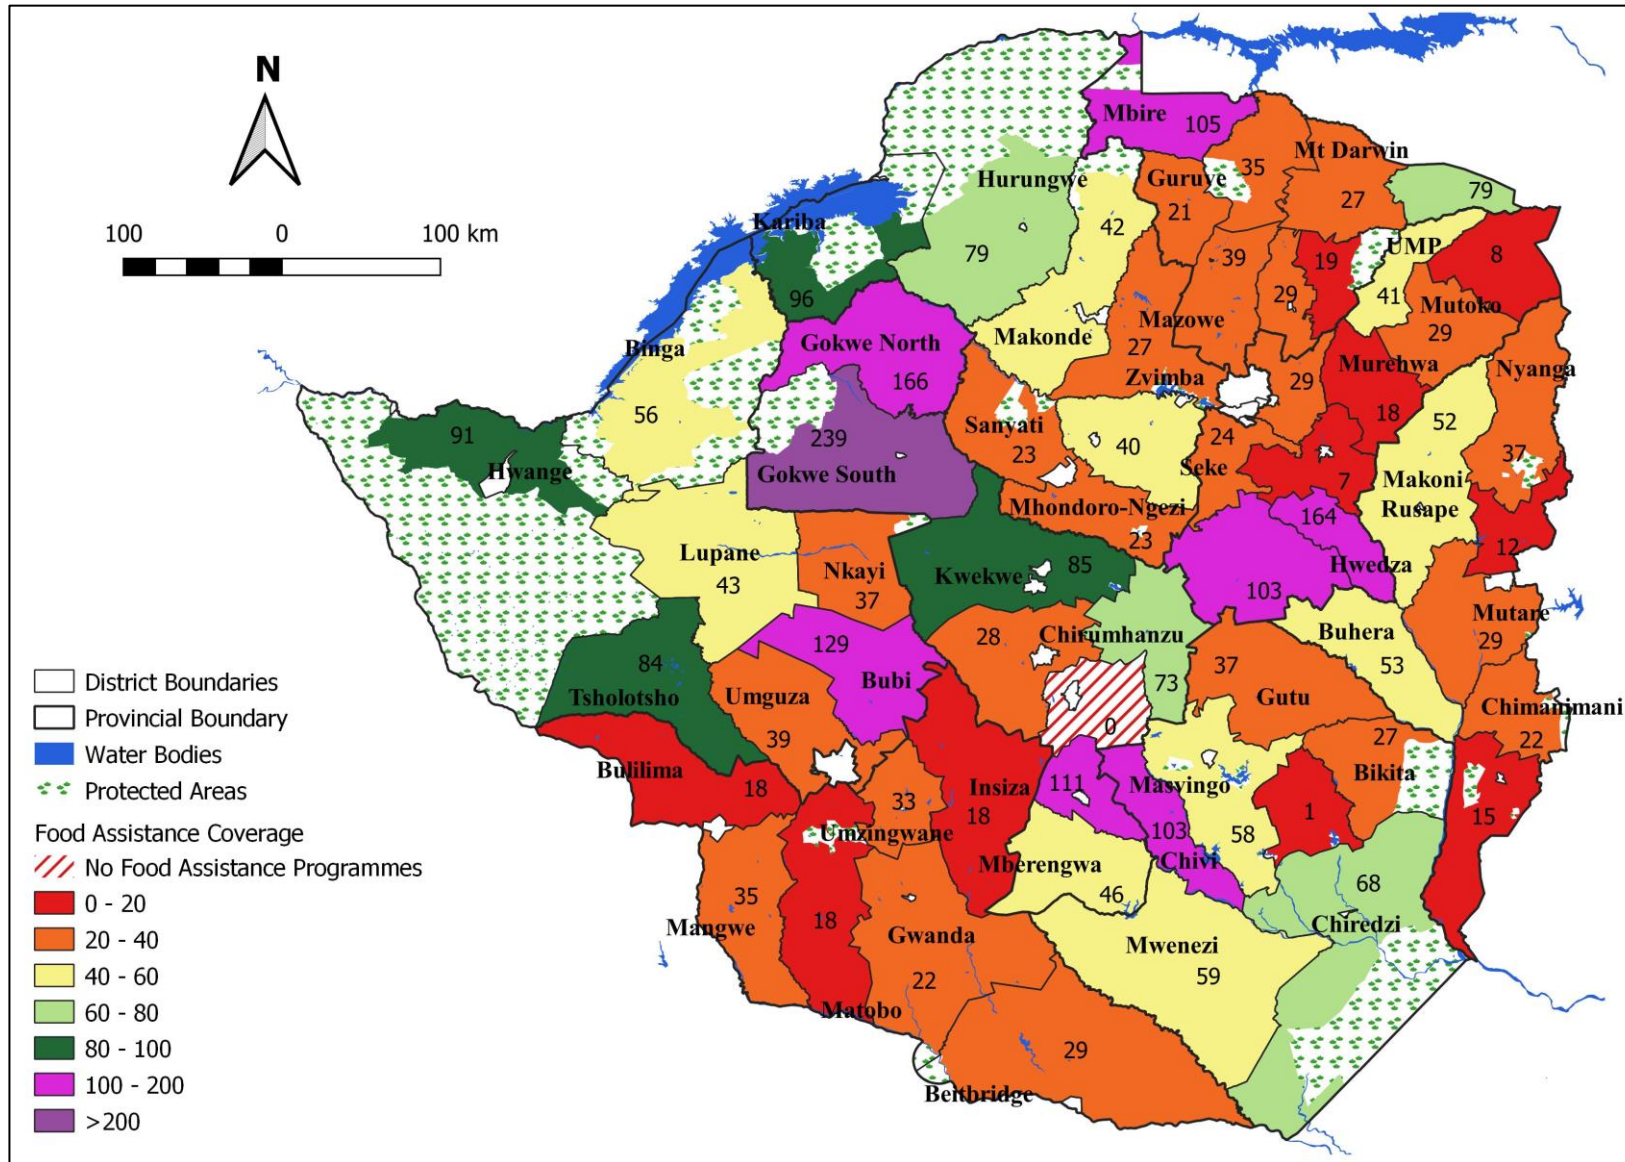 N
100 0 100 km
Mbire
105
35
Mt Darwin
Hurungwe
Guruve
79
27
21
Kariba
42
UMP
79
39
19
8
96
29
41
Mutoko
Binga
Gokwe North
Makonde
Mazowe
27
29
Nyanga
166
Zvimba
29
Murehwa
56
Sanyati
18
52
91
239
23
40
24
37
Hwange
Gokwe South
Seke
7
Makoni
Mhondoro-Ngezi
Rusape
164
23
12
Lupane
Nkayi
Kwekwe
85
Hwedza
43
37
103
Mutare
28
Chirumhanzu
Buhera
29
129
84
Bubi
37
53
Tsholotsho
Umguza
73
Gutu
Chimanimani
0
39
27
22
Bulilima
Bikita
18
Insiza
111
Masvingo
33
18
103
1
15
Umzingwane
58
Mberengwa
Chivi
68
35
18
46
Mangwe
Gwanda
Chiredzi
Mwenezi
22
59
Matobo
29
Beitbridge
District Boundaries
Provincial Boundary
Water Bodies
Protected Areas
Food Assistance Coverage
No Food Assistance Programmes
0 - 20
20 - 40
40 - 60
60 - 80
80 - 100
100 - 200
>200